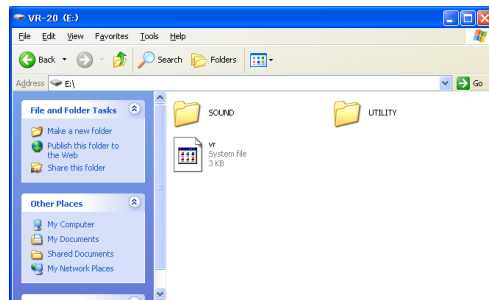 VR-20 (E:)
File Edit View Favorites Tools Help
Back Search Folders
Address E:\ Go
File and Folder Tasks
Make a new folder
Publish this folder to
the Web
Share this folder
Other Places
My Computer
My Documents
Shared Documents
My Network Places
SOUND
UTILITY
vr
System file
3 KB